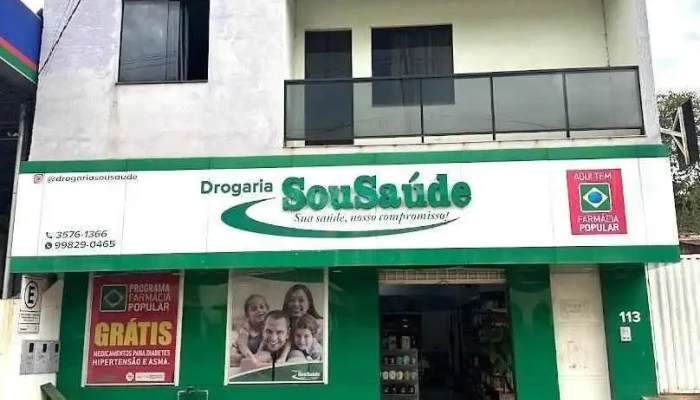 @drogariasousaude
Drogaria
SouSaúde
Sua saúde, nosso compromisso!
3576-1366
99829-0465
AQUI TEM
FARMÁCIA
POPULAR
PROGRAMA
FARMÁCIA
POPULAR
GRÁTIS
MEDICAMENTOS PARA DIABETES
HIPERTENSÃO E ASMA.
SouSaúde
113
E